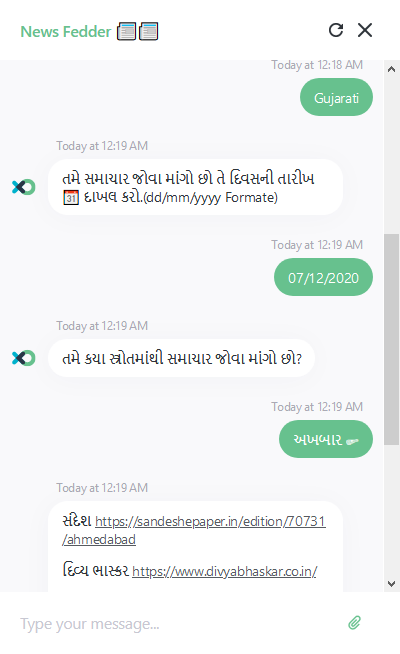 News Fedder
Today at 12:18 AM
Gujarati
Today at 12:19 AM
તમે સમાચાર જોવા માંગો છો તે દિવસની તારીખ
દાખલ કરો.(dd/mm/yyyy Formate)
Today at 12:19 AM
07/12/2020
Today at 12:19 AM
તમે કયા સ્ત્રોતમાંથી સમાચાર જોવા માંગો છો?
Today at 12:19 AM
અખબાર
Today at 12:19 AM
સંદેશ https://sandeshepaper.in/edition/70731
/ahmedabad
દિવ્ય ભાસ્કર https://www.divyabhaskar.co.in/
Type your message...